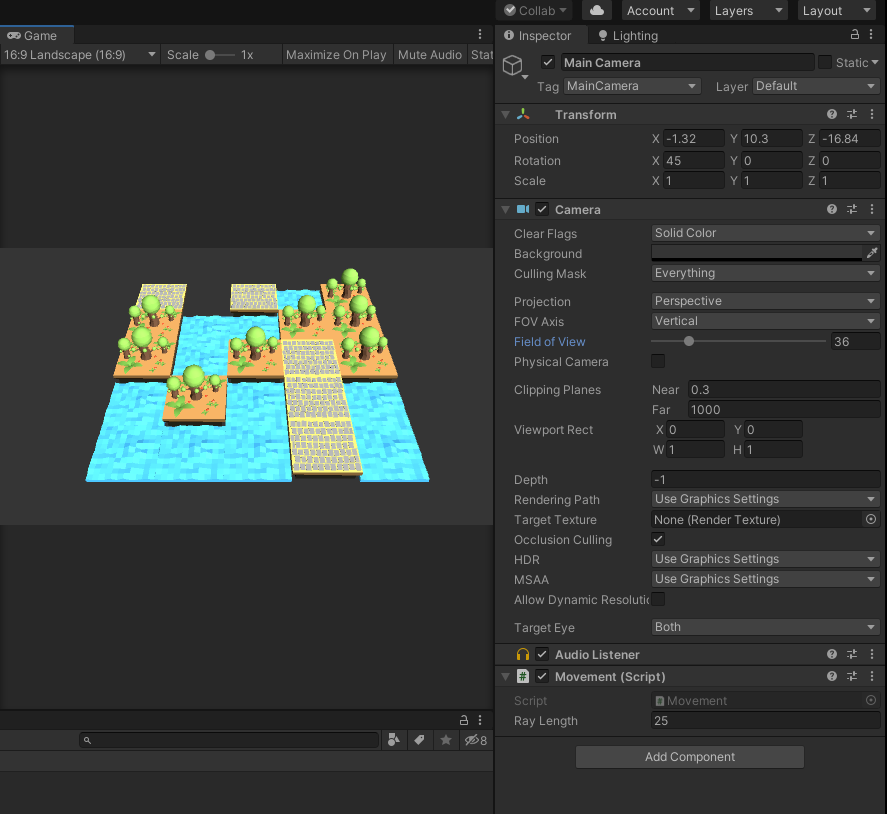 Collab Account Layers Layout
Game
16:9 Landscape (16:9) Scale 1x Maximize On Play Mute Audio Stat
8
Inspector Lighting
Main Camera Static
Tag MainCamera Layer Default
Transform
Position X -1.32 Y 10.3 Z -16.84
Rotation X 45 Y 0 Z 0
Scale X 1 Y 1 Z 1
Camera
Clear Flags Solid Color
Background
Culling Mask Everything
Projection Perspective
FOV Axis Vertical
Field of View 36
Physical Camera
Clipping Planes Near 0.3
Far 1000
Viewport Rect X 0 Y 0
W 1 H 1
Depth -1
Rendering Path Use Graphics Settings
Target Texture None (Render Texture)
Occlusion Culling
HDR Use Graphics Settings
MSAA Use Graphics Settings
Allow Dynamic Resolutic
Target Eye Both
Audio Listener
# Movement (Script)
Script # Movement
Ray Length 25
Add Component